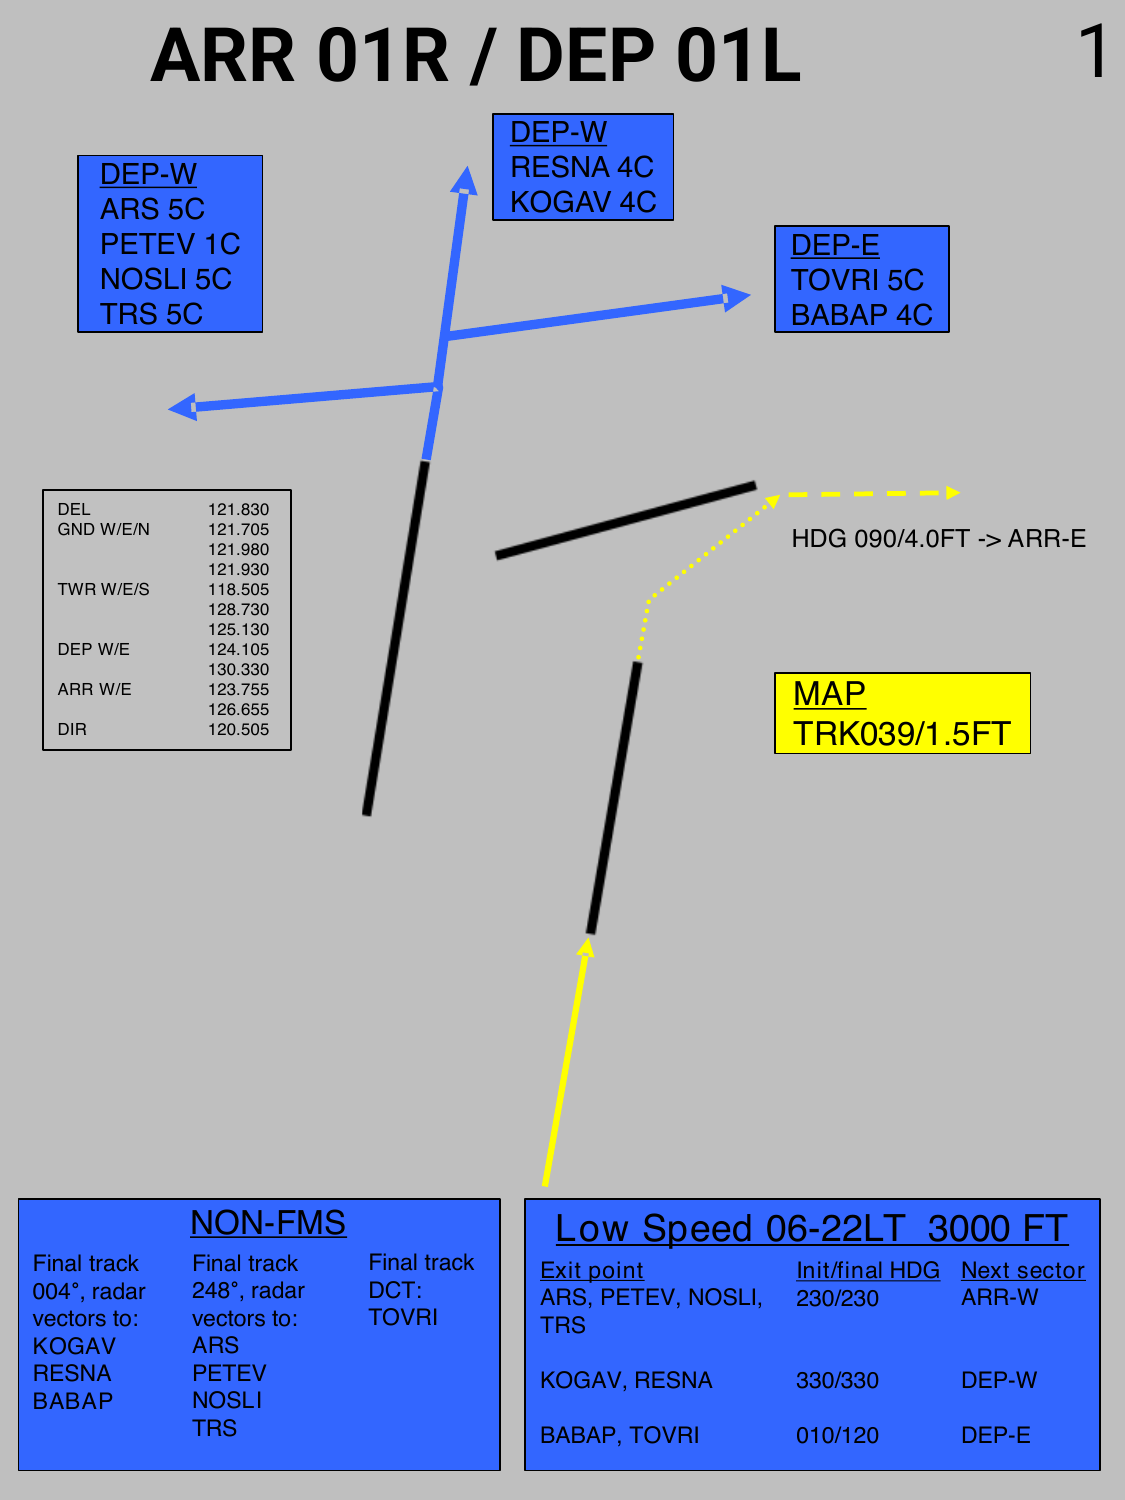 ARR 01R / DEP 01L
1
DEP-W
RESNA 4C
KOGAV 4C
DEP-W
ARS 5C
PETEV 1C
NOSLI 5C
TRS 5C
DEP-E
TOVRI 5C
BABAP 4C
DEL 121.830
GND W/E/N 121.705
121.980
121.930
TWR W/E/S 118.505
128.730
125.130
DEP W/E 124.105
130.330
ARR W/E 123.755
126.655
DIR 120.505
HDG 090/4.0FT -> ARR-E
MAP
TRK039/1.5FT
NON-FMS
Final track
004°, radar
vectors to:
KOGAV
RESNA
BABAP
Final track
248°, radar
vectors to:
ARS
PETEV
NOSLI
TRS
Final track
DCT:
TOVRI
Low Speed 06-22LT 3000 FT
Exit point Init/final HDG Next sector
ARS, PETEV, NOSLI, 230/230 ARR-W
TRS
KOGAV, RESNA 330/330 DEP-W
BABAP, TOVRI 010/120 DEP-E